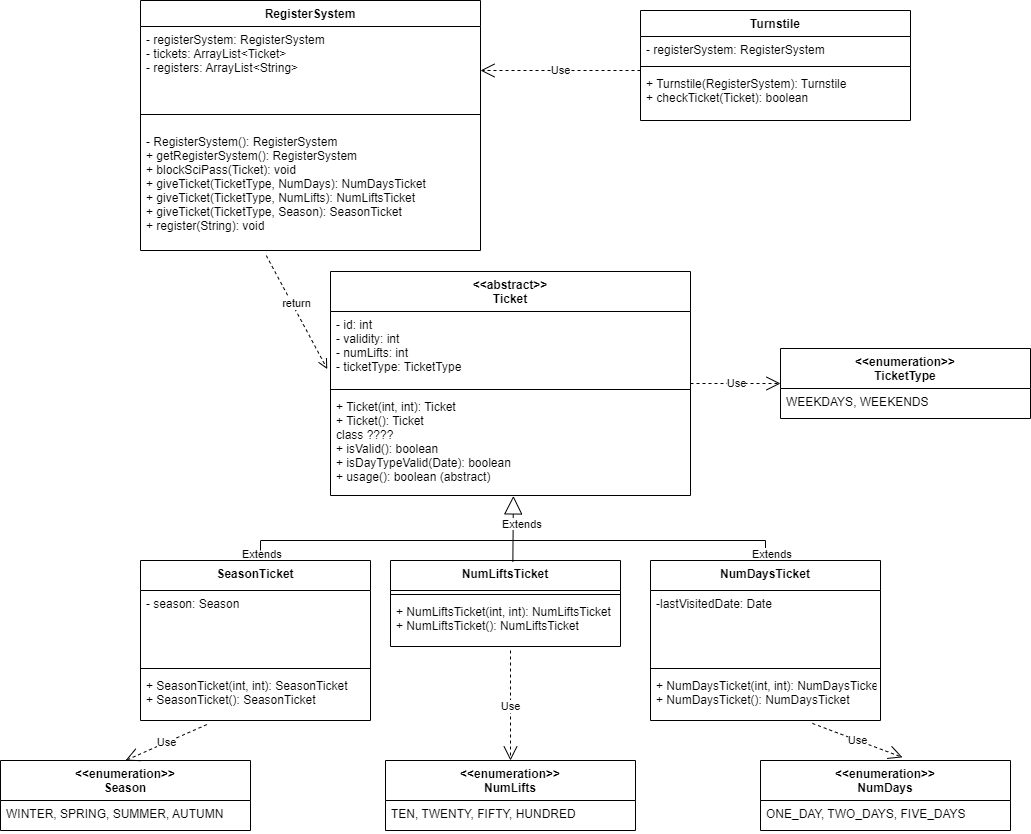 RegisterSystem
- registerSystem: RegisterSystem
- tickets: ArrayList<Ticket>
- registers: ArrayList<String>
- RegisterSystem(): RegisterSystem
+ getRegisterSystem(): RegisterSystem
+ blockSciPass(Ticket): void
+ giveTicket(TicketType, NumDays): NumDaysTicket
+ giveTicket(TicketType, NumLifts): NumLiftsTicket
+ giveTicket(TicketType, Season): SeasonTicket
+ register(String): void
Use
Turnstile
- registerSystem: RegisterSystem
+ Turnstile(RegisterSystem): Turnstile
+ checkTicket(Ticket): boolean
return
<<abstract>>
Ticket
- id: int
- validity: int
- numLifts: int
- ticketType: TicketType
+ Ticket(int, int): Ticket
+ Ticket(): Ticket
class ????
+ isValid(): boolean
+ isDayTypeValid(Date): boolean
+ usage(): boolean (abstract)
Use
<<enumeration>>
TicketType
WEEKDAYS, WEEKENDS
Extends
Extends
Extends
SeasonTicket
- season: Season
+ SeasonTicket(int, int): SeasonTicket
+ SeasonTicket(): SeasonTicket
NumLiftsTicket
+ NumLiftsTicket(int, int): NumLiftsTicket
+ NumLiftsTicket(): NumLiftsTicket
NumDaysTicket
-lastVisitedDate: Date
+ NumDaysTicket(int, int): NumDaysTicke
+ NumDaysTicket(): NumDaysTicket
Use
Use
Use
<<enumeration>>
Season
WINTER, SPRING, SUMMER, AUTUMN
<<enumeration>>
NumLifts
TEN, TWENTY, FIFTY, HUNDRED
<<enumeration>>
NumDays
ONE_DAY, TWO_DAYS, FIVE_DAYS